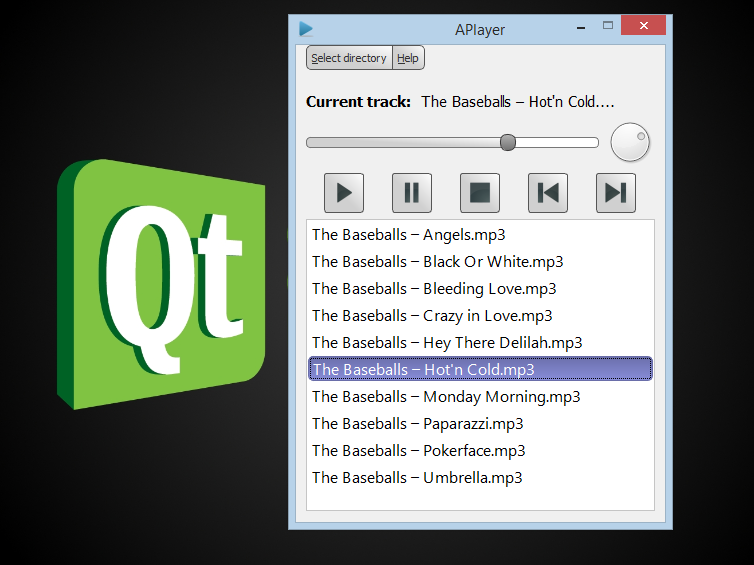 Qt
APlayer
Select directory Help
Current track: The Baseballs – Hot'n Cold....
The Baseballs – Angels.mp3
The Baseballs – Black Or White.mp3
The Baseballs – Bleeding Love.mp3
The Baseballs – Crazy in Love.mp3
The Baseballs – Hey There Delilah.mp3
The Baseballs – Hot'n Cold.mp3
The Baseballs – Monday Morning.mp3
The Baseballs – Paparazzi.mp3
The Baseballs – Pokerface.mp3
The Baseballs – Umbrella.mp3